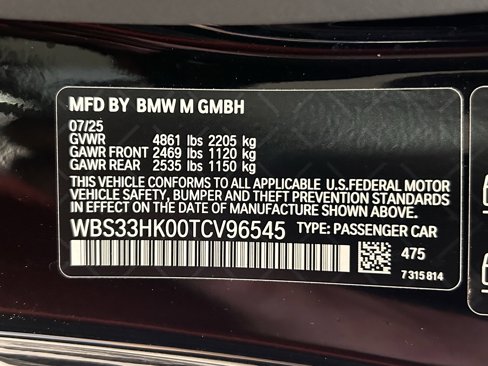 MFD BY BMW M GMBH
07/25
GVWR 4861 lbs 2205 kg
GAWR FRONT 2469 lbs 1120 kg
GAWR REAR 2535 lbs 1150 kg
THIS VEHICLE CONFORMS TO ALL APPLICABLE U.S.FEDERAL MOTOR
VEHICLE SAFETY, BUMPER AND THEFT PREVENTION STANDARDS
IN EFFECT ON THE DATE OF MANUFACTURE SHOWN ABOVE.
WBS33HK00TCV96545 TYPE: PASSENGER CAR
475
7 315 814